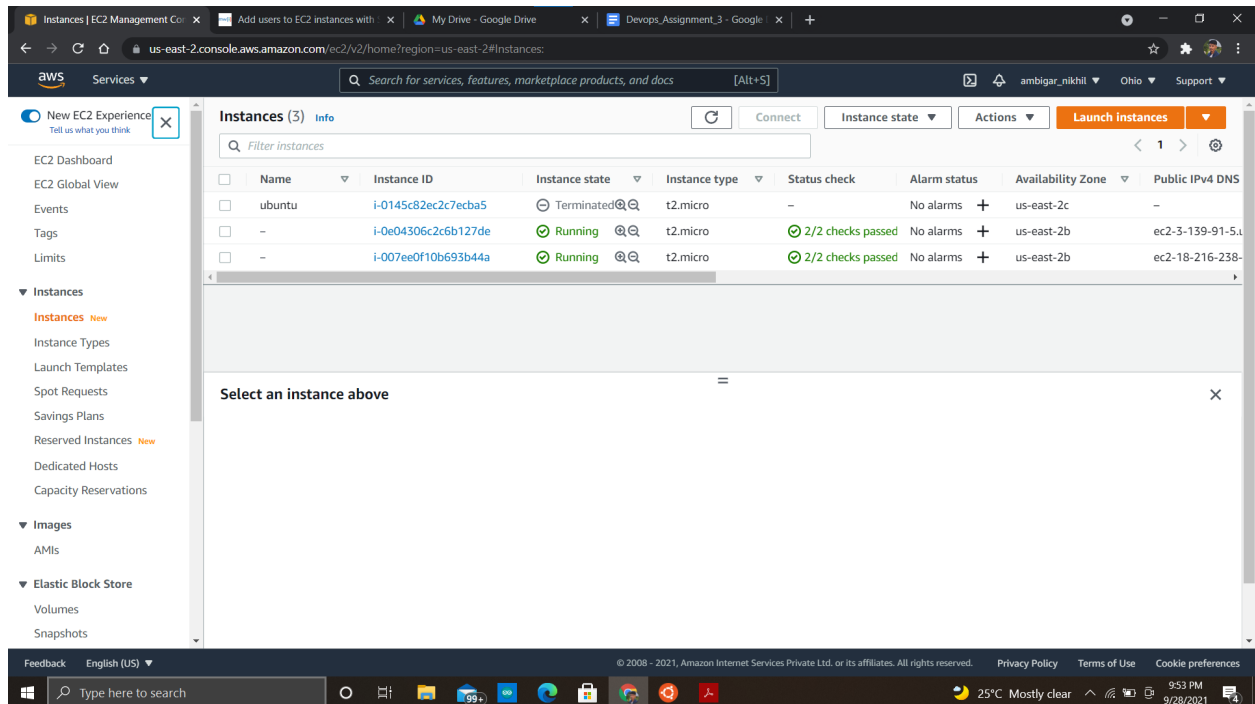 Instances | EC2 Management Con
Add users to EC2 instances with
My Drive - Google Drive
Devops_Assignment_3 - Google
us-east-2.console.aws.amazon.com/ec2/v2/home?region=us-east-2#Instances:
aws Services ▼ Search for services, features, marketplace products, and docs [Alt+S] ambigar_nikhil ▼ Ohio ▼ Support ▼
New EC2 Experience
Tell us what you think
EC2 Dashboard
EC2 Global View
Events
Tags
Limits
▼ Instances
Instances New
Instance Types
Launch Templates
Spot Requests
Savings Plans
Reserved Instances New
Dedicated Hosts
Capacity Reservations
▼ Images
AMIs
▼ Elastic Block Store
Volumes
Snapshots
Instances (3) Info Connect Instance state ▼ Actions ▼ Launch instances ▼
Filter instances < 1 >
Name Instance ID Instance state Instance type Status check Alarm status Availability Zone Public IPv4 DNS
ubuntu i-0145c82ec2c7ecba5 Terminated t2.micro – No alarms + us-east-2c –
– i-0e04306c2c6b127de Running t2.micro 2/2 checks passed No alarms + us-east-2b ec2-3-139-91-5.u
– i-007ee0f10b693b44a Running t2.micro 2/2 checks passed No alarms + us-east-2b ec2-18-216-238-
Select an instance above
Feedback English (US) ▼ © 2008 - 2021, Amazon Internet Services Private Ltd. or its affiliates. All rights reserved. Privacy Policy Terms of Use Cookie preferences
Type here to search 99+ 25°C Mostly clear 9:53 PM
9/28/2021 4